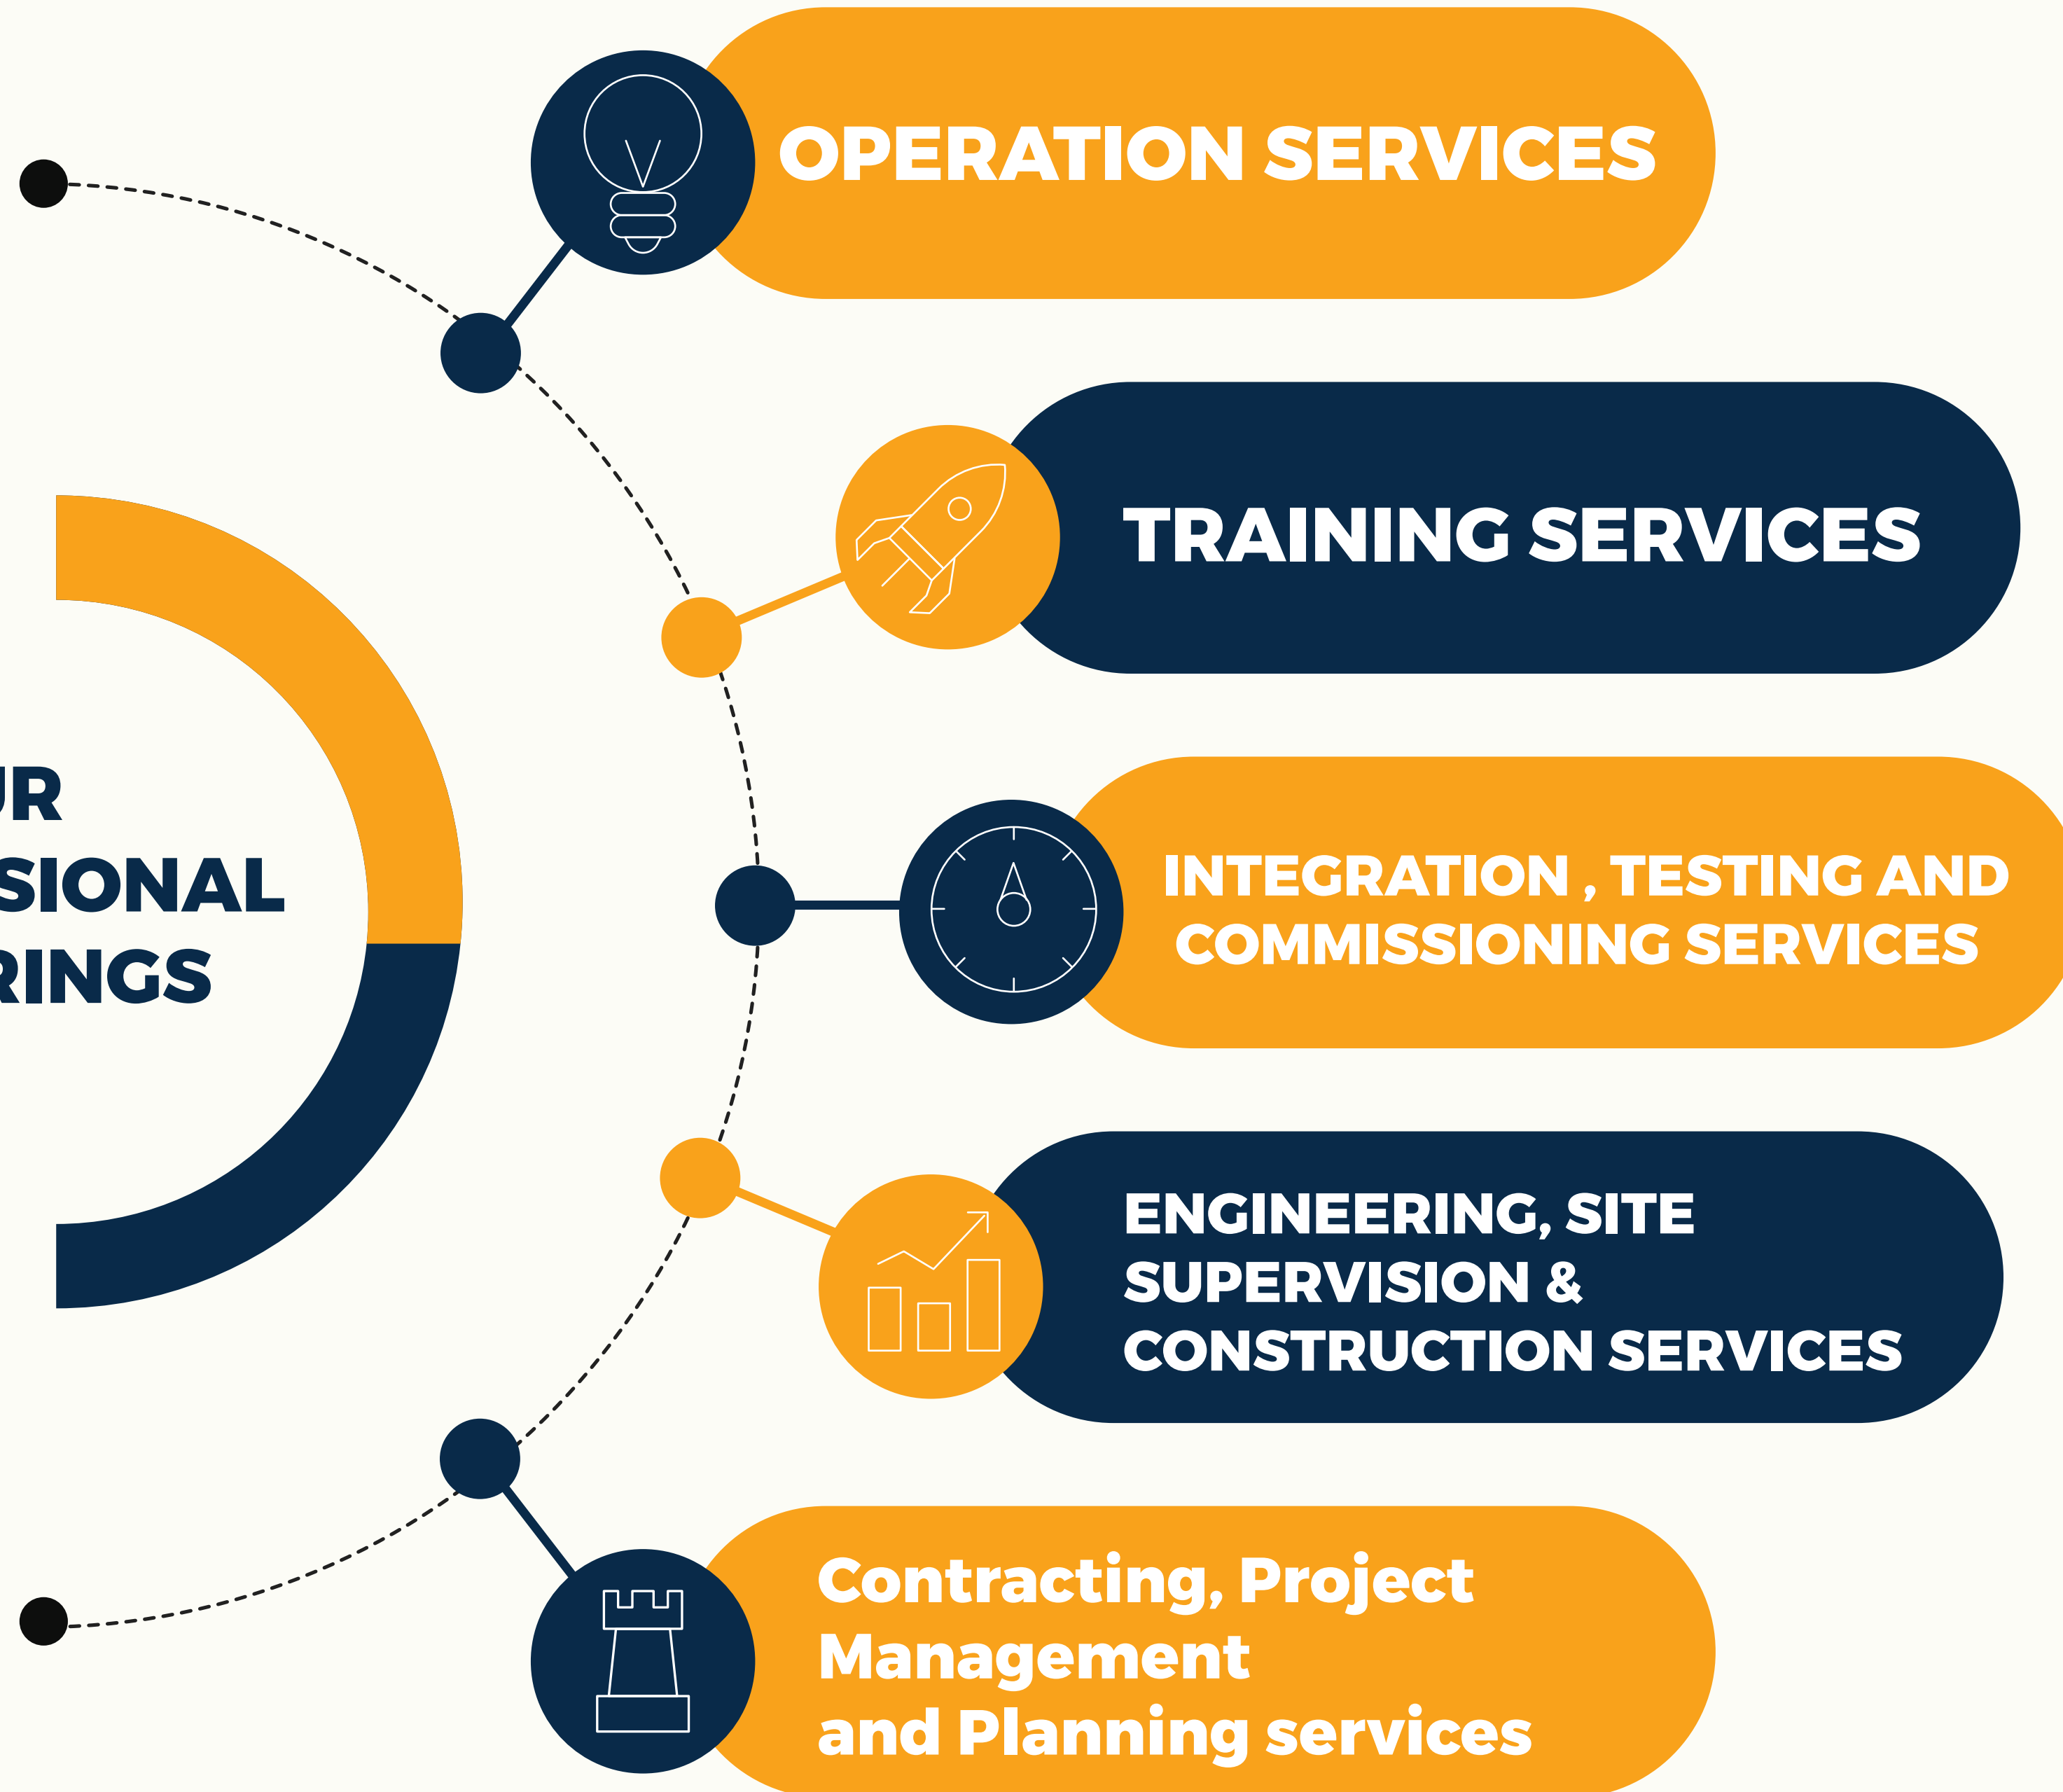 OPERATION SERVICES
TRAINING SERVICES
UR
SIONAL
RINGS
INTEGRATION , TESTING AND
COMMISSIONING SERVICES
ENGINEERING, SITE
SUPERVISION &
CONSTRUCTION SERVICES
Contracting, Project
Management
and Planning services